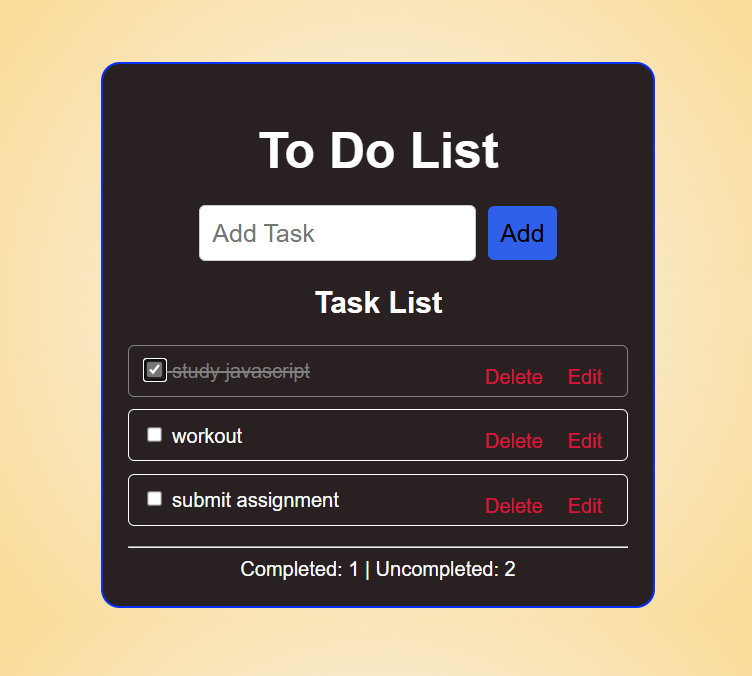 To Do List
Add Task Add
Task List
study javascript Delete Edit
workout Delete Edit
submit assignment Delete Edit
Completed: 1 | Uncompleted: 2